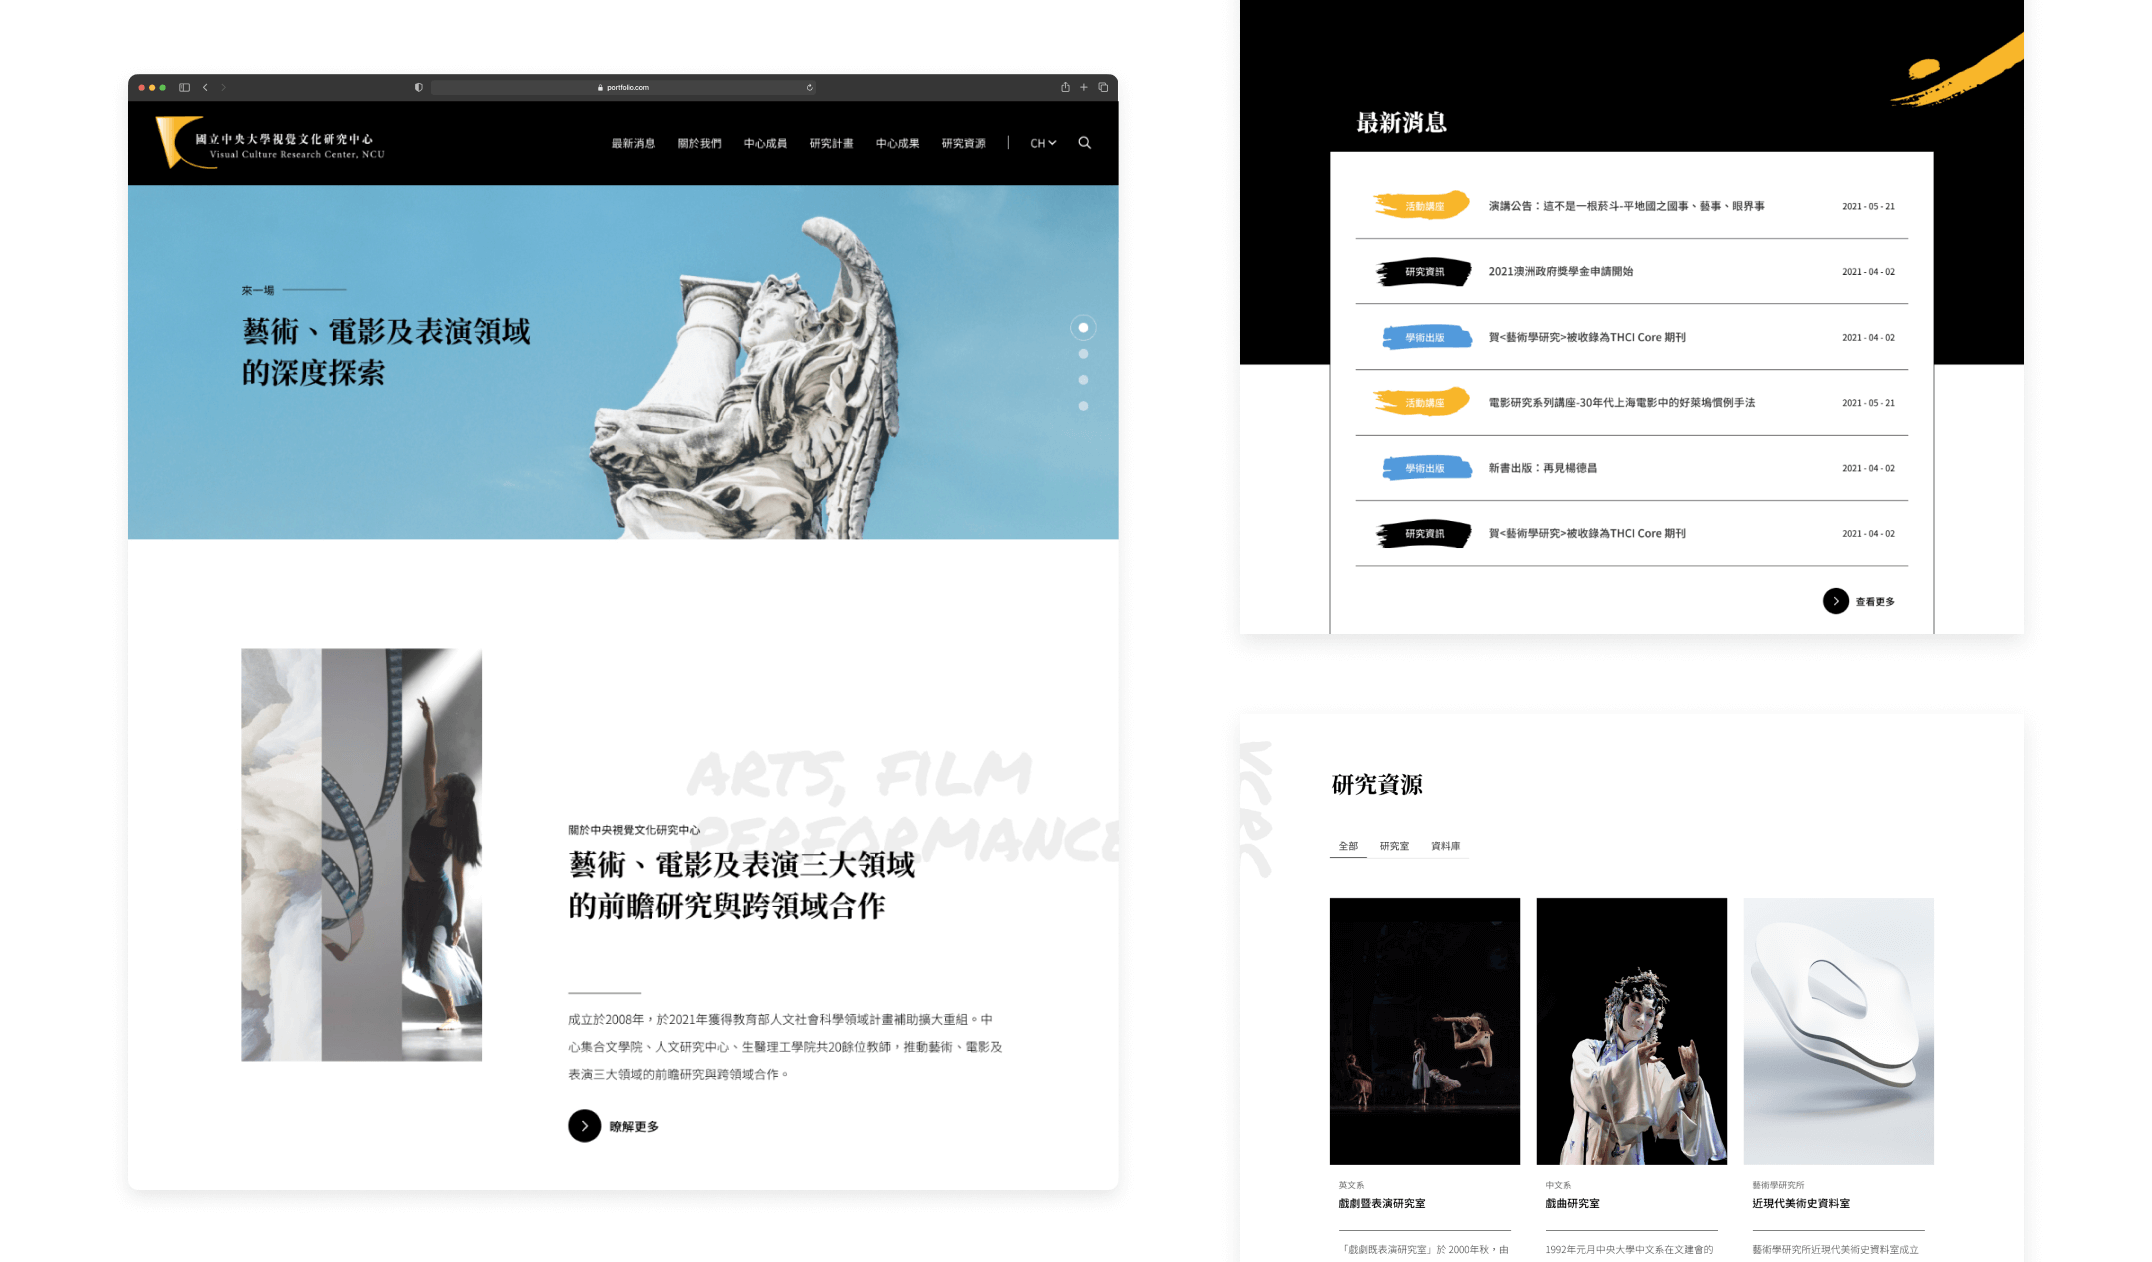 portfolio.com
國立中央大學視覺文化研究中心
Visual Culture Research Center, NCU
最新消息 關於我們 中心成員 研究計畫 中心成果 研究資源 CH
來一場
藝術、電影及表演領域
的深度探索
ARTS, FILM
PERFORMANCE
關於中央視覺文化研究中心
藝術、電影及表演三大領域
的前瞻研究與跨領域合作
成立於2008年，於2021年獲得教育部人文社會科學領域計畫補助擴大重組。中
心集合文學院、人文研究中心、生醫理工學院共20餘位教師，推動藝術、電影及
表演三大領域的前瞻研究與跨領域合作。
瞭解更多
最新消息
活動講座 演講公告：這不是一根菸斗-平地國之國事、藝事、眼界事 2021 - 05 - 21
研究資訊 2021澳洲政府獎學金申請開始 2021 - 04 - 02
學術出版 賀<藝術學研究>被收錄為THCI Core 期刊 2021 - 04 - 02
活動講座 電影研究系列講座-30年代上海電影中的好萊塢慣例手法 2021 - 05 - 21
學術出版 新書出版：再見楊德昌 2021 - 04 - 02
研究資訊 賀<藝術學研究>被收錄為THCI Core 期刊 2021 - 04 - 02
查看更多
研究資源
全部 研究室 資料庫
英文系
戲劇暨表演研究室
「戲劇既表演研究室」於 2000年秋，由
中文系
戲曲研究室
1992年元月中央大學中文系在文建會的
藝術學研究所
近現代美術史資料室
藝術學研究所近現代美術史資料室成立